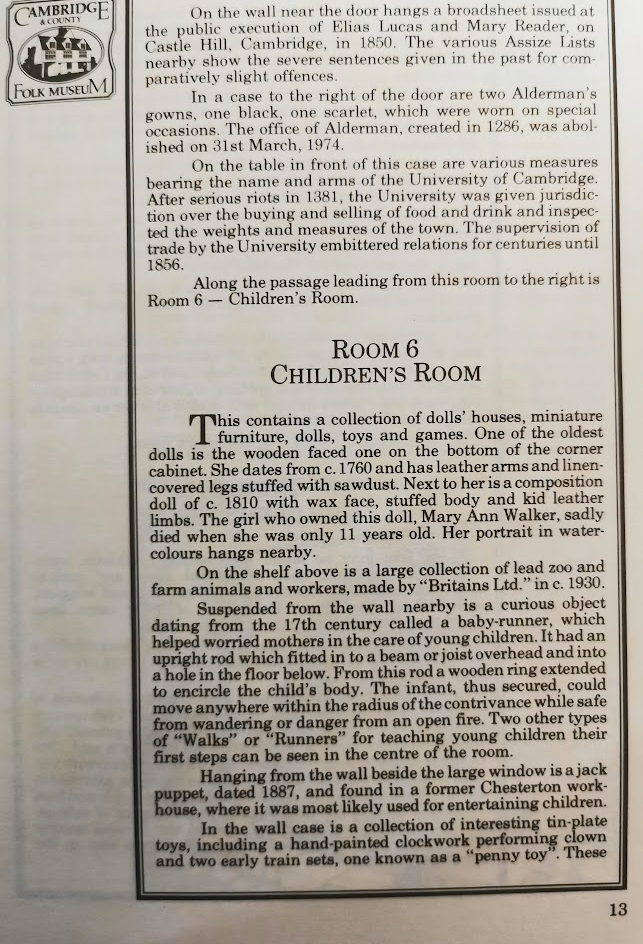 CAMBRIDGE
& COUNTY
FOLK MUSEUM
On the wall near the door hangs a broadsheet issued at
the public execution of Elias Lucas and Mary Reader, on
Castle Hill, Cambridge, in 1850. The various Assize Lists
nearby show the severe sentences given in the past for com-
paratively slight offences.
In a case to the right of the door are two Alderman's
gowns, one black, one scarlet, which were worn on special
occasions. The office of Alderman, created in 1286, was abol-
ished on 31st March, 1974.
On the table in front of this case are various measures
bearing the name and arms of the University of Cambridge.
After serious riots in 1381, the University was given jurisdic-
tion over the buying and selling of food and drink and inspec-
ted the weights and measures of the town. The supervision of
trade by the University embittered relations for centuries until
1856.
Along the passage leading from this room to the right is
Room 6 — Children's Room.
ROOM 6
CHILDREN'S ROOM
This contains a collection of dolls' houses, miniature
furniture, dolls, toys and games. One of the oldest
dolls is the wooden faced one on the bottom of the corner
cabinet. She dates from c. 1760 and has leather arms and linen-
covered legs stuffed with sawdust. Next to her is a composition
doll of c. 1810 with wax face, stuffed body and kid leather
limbs. The girl who owned this doll, Mary Ann Walker, sadly
died when she was only 11 years old. Her portrait in water-
colours hangs nearby.
On the shelf above is a large collection of lead zoo and
farm animals and workers, made by "Britains Ltd." in c. 1930.
Suspended from the wall nearby is a curious object
dating from the 17th century called a baby-runner, which
helped worried mothers in the care of young children. It had an
upright rod which fitted in to a beam or joist overhead and into
a hole in the floor below. From this rod a wooden ring extended
to encircle the child's body. The infant, thus secured, could
move anywhere within the radius of the contrivance while safe
from wandering or danger from an open fire. Two other types
of "Walks" or "Runners" for teaching young children their
first steps can be seen in the centre of the room.
Hanging from the wall beside the large window is a jack
puppet, dated 1887, and found in a former Chesterton work-
house, where it was most likely used for entertaining children.
In the wall case is a collection of interesting tin-plate
toys, including a hand-painted clockwork performing clown
and two early train sets, one known as a "penny toy". These
13